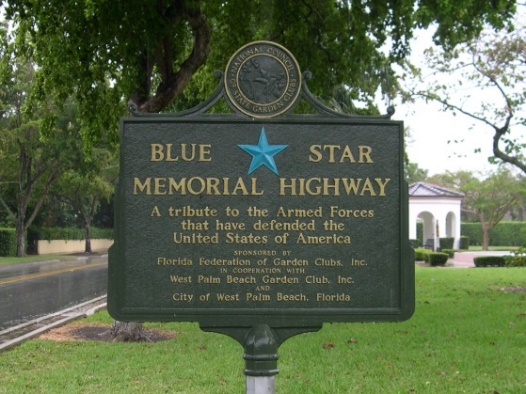 NATIONAL COUNCIL
STATE GARDEN CLUBS
BLUE STAR
MEMORIAL HIGHWAY
A tribute to the Armed Forces
that have defended the
United States of America
SPONSORED BY
Florida Federation of Garden Clubs, Inc.
IN COOPERATION WITH
West Palm Beach Garden Club, Inc.
AND
City of West Palm Beach, Florida